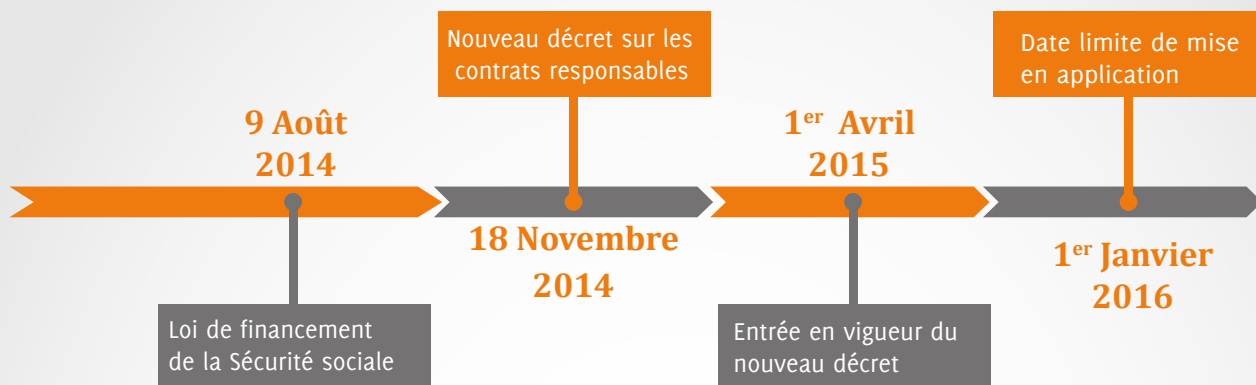 9 Août
2014
Loi de financement
de la Sécurité sociale
Nouveau décret sur les
contrats responsables
18 Novembre
2014
1er Avril
2015
Entrée en vigueur du
nouveau décret
Date limite de mise
en application
1er Janvier
2016